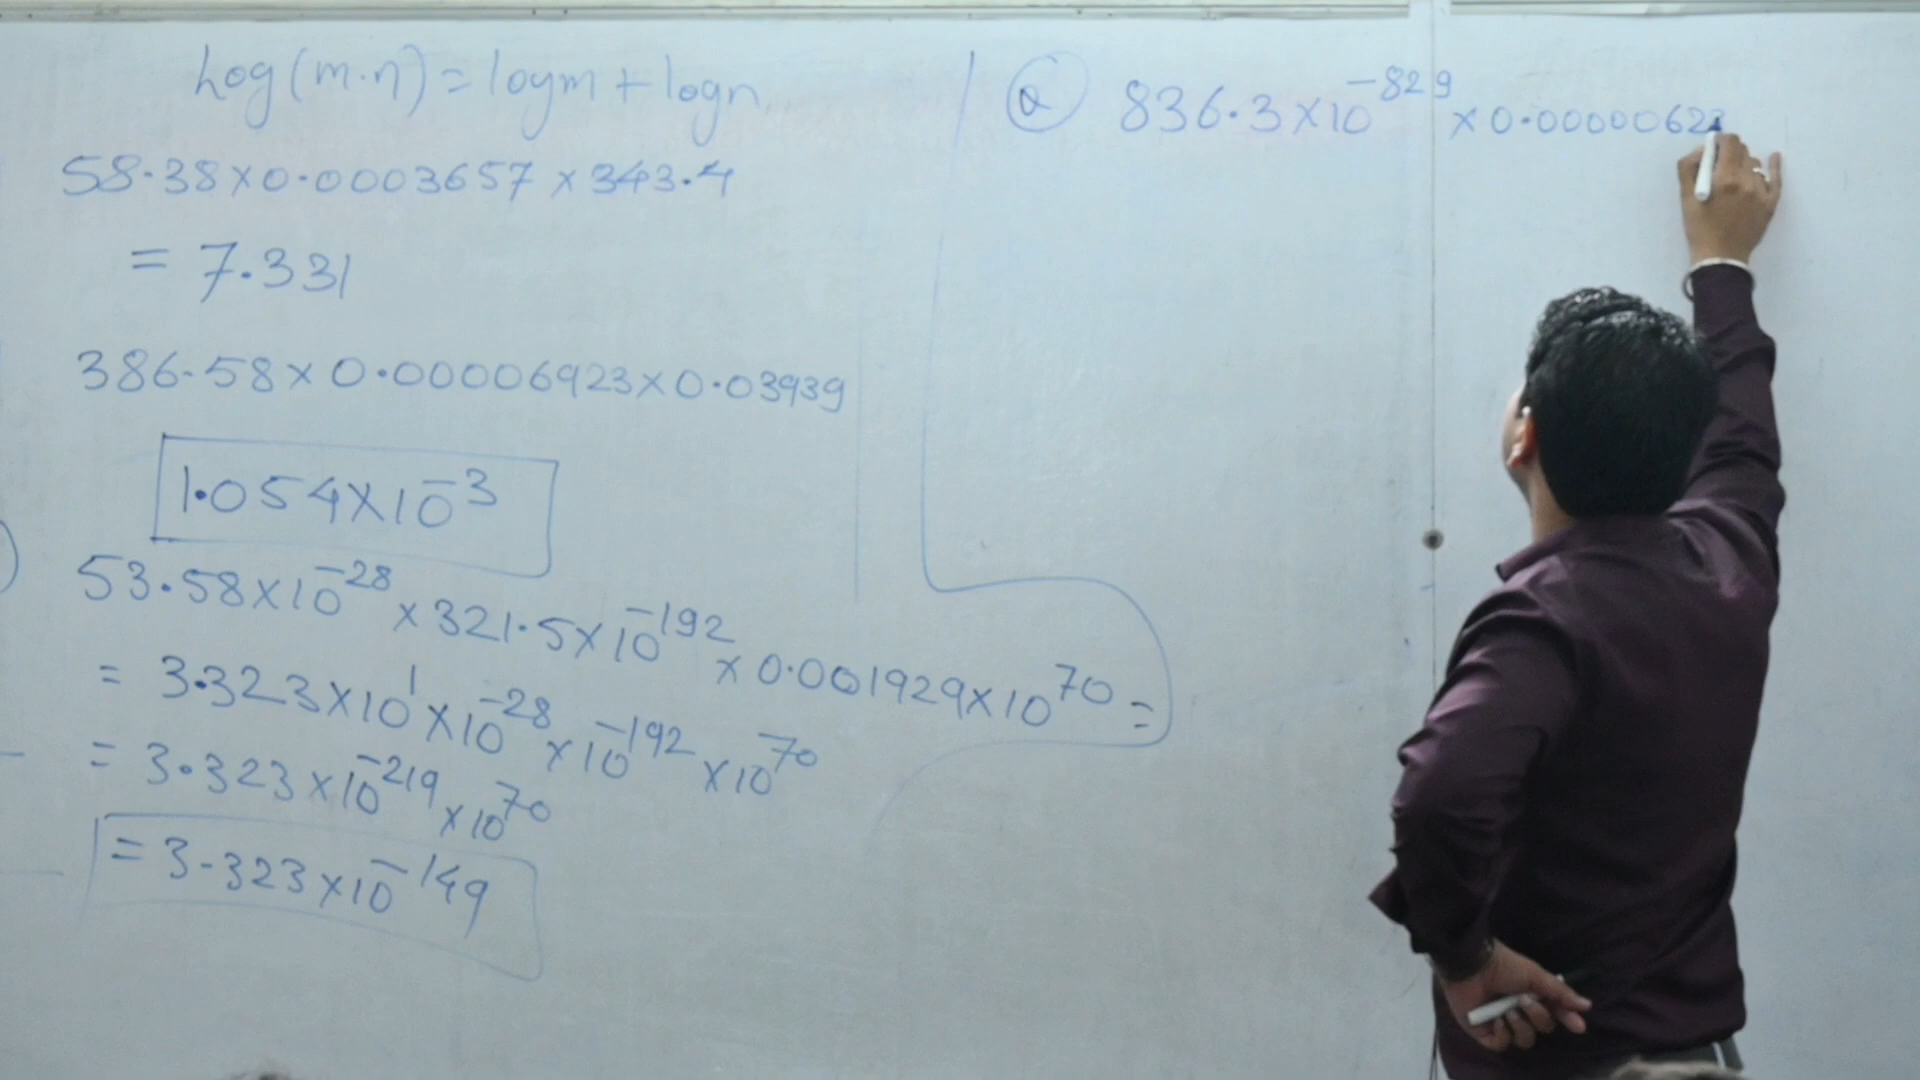 Log(m.n) = logm + logn
58.38 x 0.0003657 x 343.4
= 7.331
386.58 x 0.00006923 x 0.03939
1.054 x 10⁻³
53.58 x 10⁻²⁸ x 321.5 x 10⁻¹⁹² x 0.001929 x 10⁷⁰ =
= 3.323 x 10¹ x 10⁻²⁸ x 10⁻¹⁹² x 10⁷⁰
= 3.323 x 10⁻²¹⁹ x 10⁷⁰
= 3.323 x 10⁻¹⁴⁹
Q 836.3 x 10⁻⁸²⁹ x 0.0000062